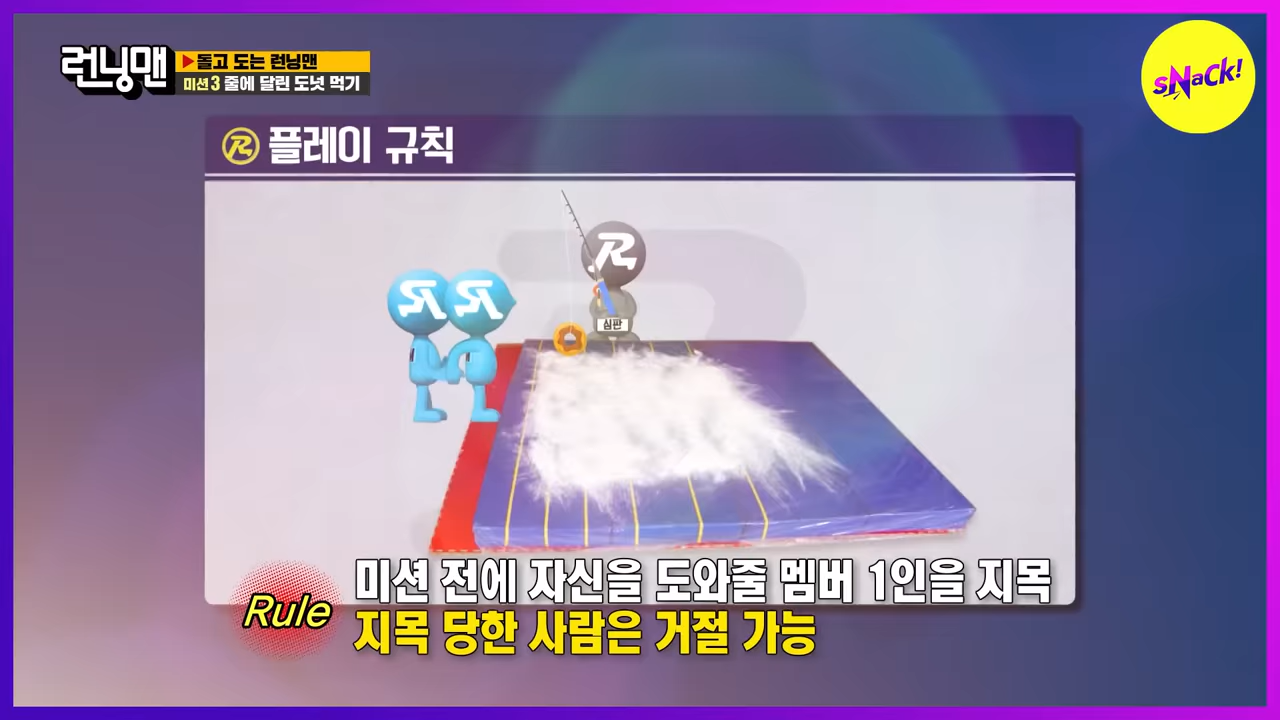 런닝맨
▶돌고 도는 런닝맨
미션 3 줄에 달린 도넛 먹기
sNaCk!
R 플레이 규칙
R
R R
심판
Rule
미션 전에 자신을 도와줄 멤버 1인을 지목
지목 당한 사람은 거절 가능